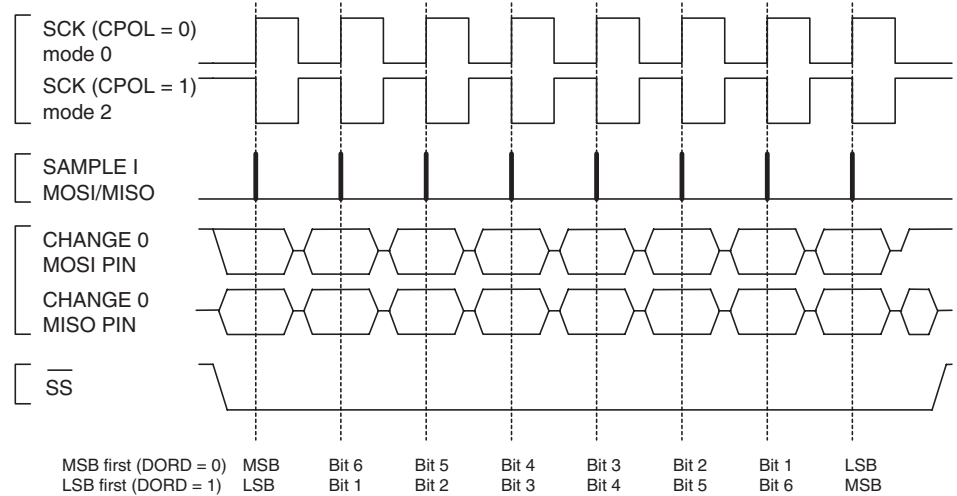 SCK (CPOL = 0)
mode 0
SCK (CPOL = 1)
mode 2
SAMPLE I
MOSI/MISO
CHANGE 0
MOSI PIN
CHANGE 0
MISO PIN
SS
MSB first (DORD = 0) MSB Bit 6 Bit 5 Bit 4 Bit 3 Bit 2 Bit 1 LSB
LSB first (DORD = 1) LSB Bit 1 Bit 2 Bit 3 Bit 4 Bit 5 Bit 6 MSB